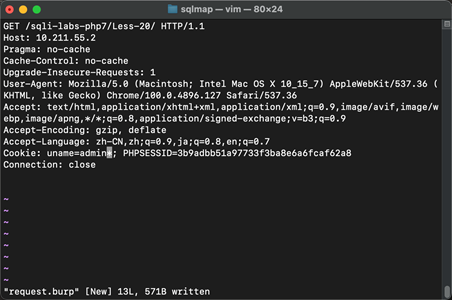 sqlmap — vim — 80×24
GET /sqli-labs-php7/Less-20/ HTTP/1.1
Host: 10.211.55.2
Pragma: no-cache
Cache-Control: no-cache
Upgrade-Insecure-Requests: 1
User-Agent: Mozilla/5.0 (Macintosh; Intel Mac OS X 10_15_7) AppleWebKit/537.36 (
KHTML, like Gecko) Chrome/100.0.4896.127 Safari/537.36
Accept: text/html,application/xhtml+xml,application/xml;q=0.9,image/avif,image/w
ebp,image/apng,*/*;q=0.8,application/signed-exchange;v=b3;q=0.9
Accept-Encoding: gzip, deflate
Accept-Language: zh-CN,zh;q=0.9,ja;q=0.8,en;q=0.7
Cookie: uname=admin*; PHPSESSID=3b9adbb51a97733f3ba8e6a6fcaf62a8
Connection: close
~
~
~
~
~
~
~
~
"request.burp" [New] 13L, 571B written